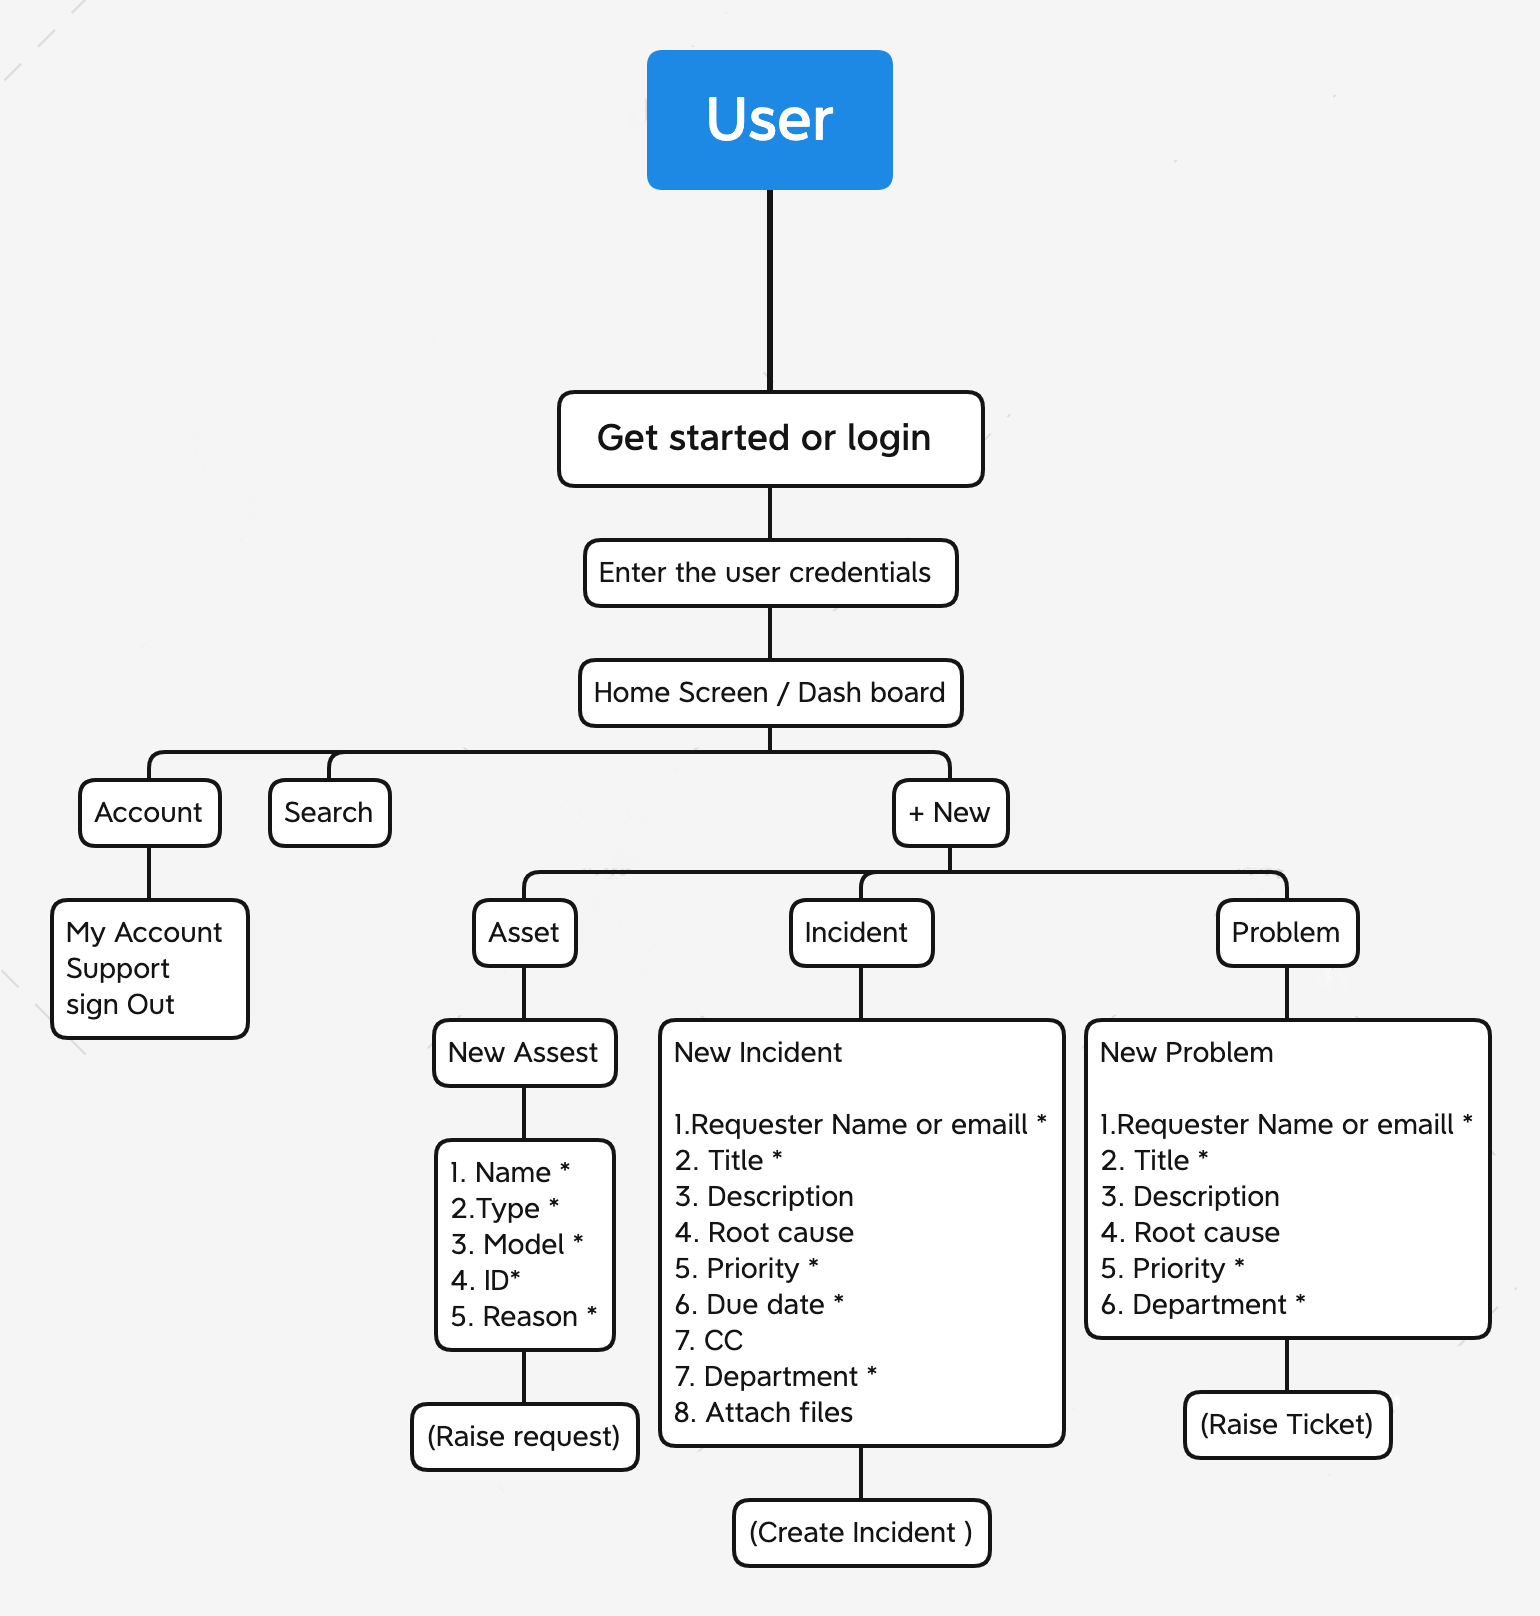 User
Get started or login
Enter the user credentials
Home Screen / Dash board
Account
Search
+ New
My Account
Support
sign Out
Asset
Incident
Problem
New Assest
1. Name *
2.Type *
3. Model *
4. ID*
5. Reason *
(Raise request)
New Incident
1.Requester Name or emaill *
2. Title *
3. Description
4. Root cause
5. Priority *
6. Due date *
7. CC
7. Department *
8. Attach files
(Create Incident )
New Problem
1.Requester Name or emaill *
2. Title *
3. Description
4. Root cause
5. Priority *
6. Department *
(Raise Ticket)